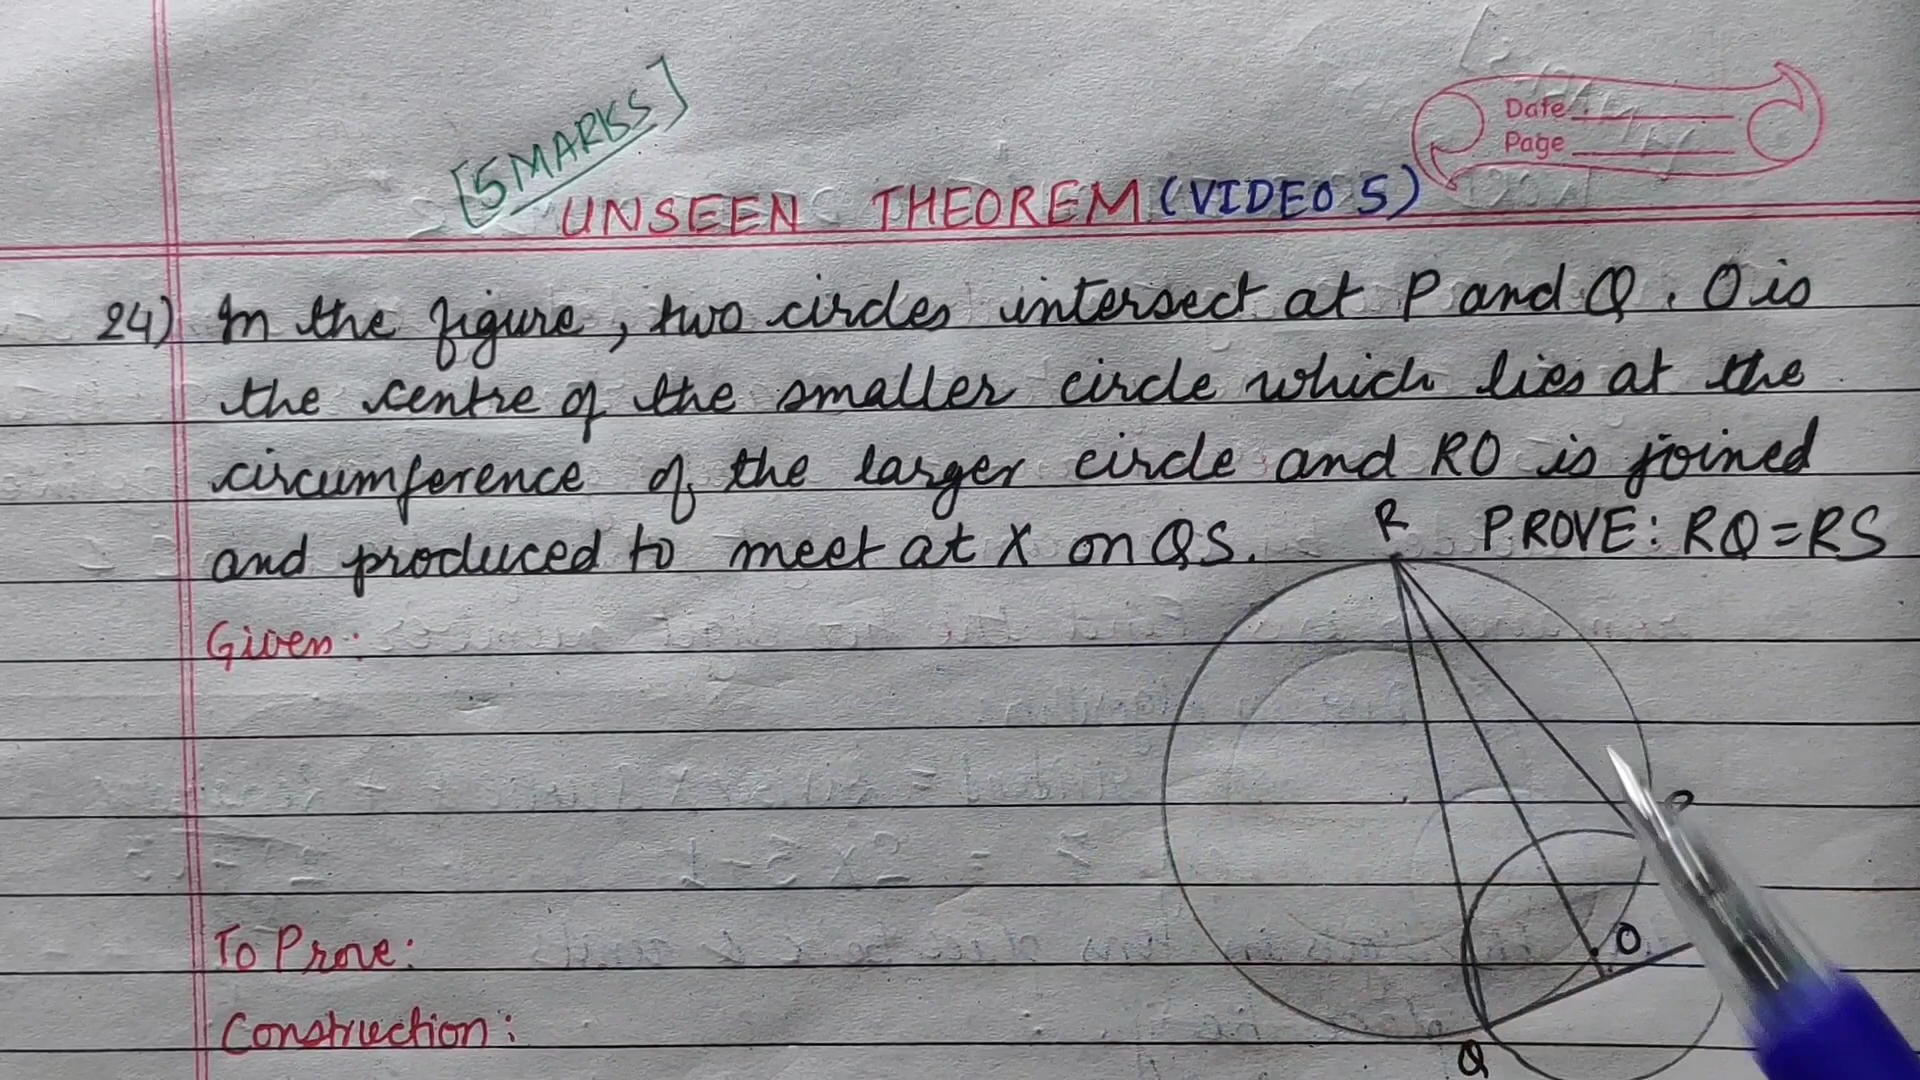 [5 MARKS]
Date
Page
UNSEEN THEOREM (VIDEO 5)
24) In the figure, two circles intersect at P and Q. O is
the centre of the smaller circle which lies at the
circumference of the larger circle and RO is joined
and produced to meet at X on QS.
R
PROVE: RQ=RS
Given:
O
To Prove:
Construction:
Q